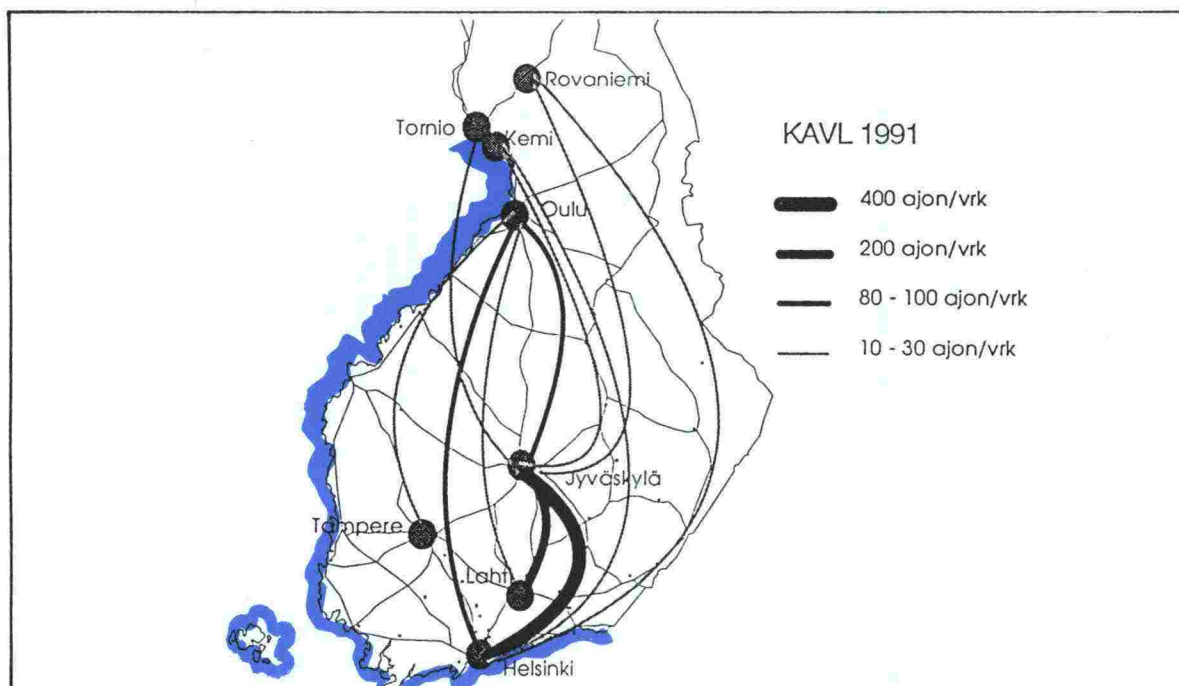 Rovaniemi
Tornio
Kemi
KAVL 1991
400 ajon/vrk
Oulu
200 ajon/vrk
80 - 100 ajon/vrk
10 - 30 ajon/vrk
Jyväskylä
Tampere
Laht
Helsinki